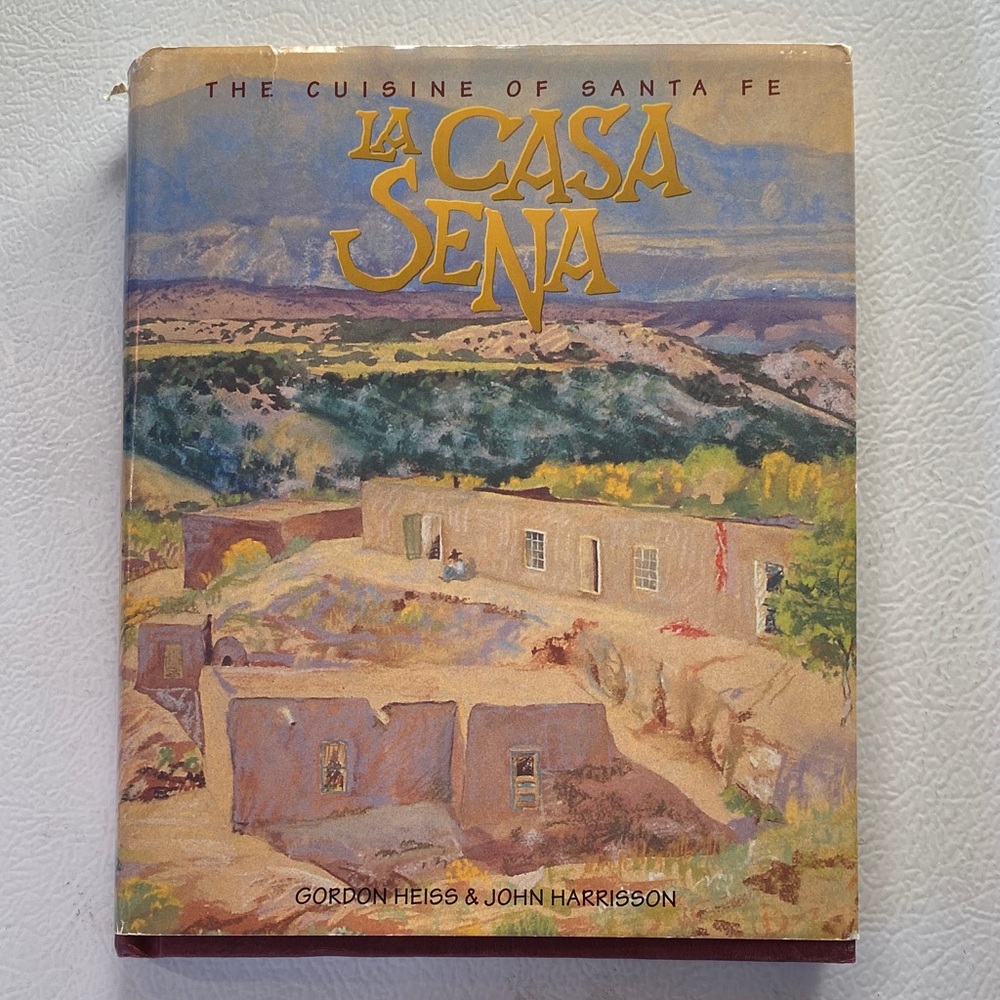 THE CUISINE OF SANTA FE
LA CASA
SENA
GORDON HEISS & JOHN HARRISSON